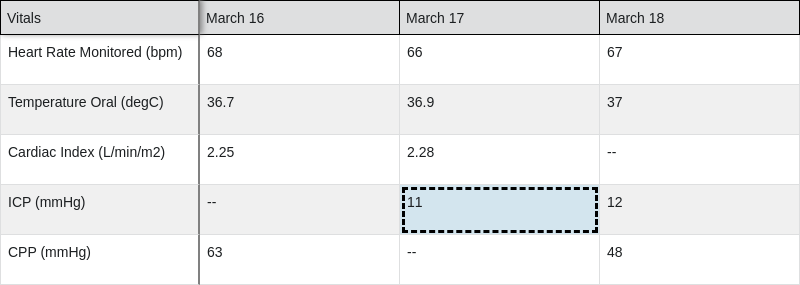 Vitals March 16 March 17 March 18
Heart Rate Monitored (bpm) 68 66 67
Temperature Oral (degC) 36.7 36.9 37
Cardiac Index (L/min/m2) 2.25 2.28 --
ICP (mmHg) -- 11 12
CPP (mmHg) 63 -- 48